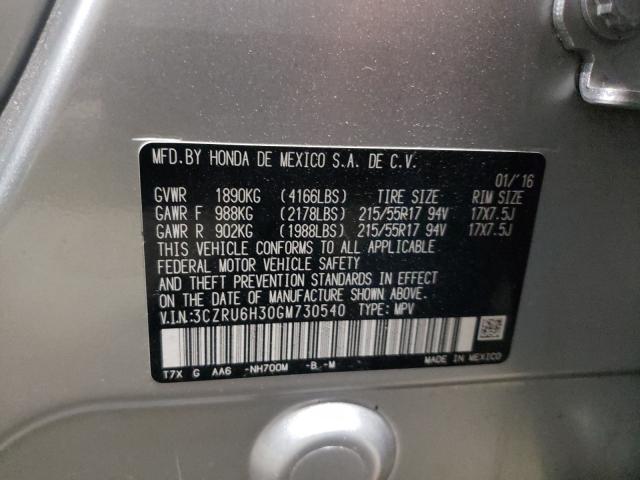 MFD.BY HONDA DE MEXICO S.A. DE C.V.
01/'16
GVWR 1890KG (4166LBS) TIRE SIZE RIM SIZE
GAWR F 988KG (2178LBS) 215/55R17 94V 17X7.5J
GAWR R 902KG (1988LBS) 215/55R17 94V 17X7.5J
THIS VEHICLE CONFORMS TO ALL APPLICABLE
FEDERAL MOTOR VEHICLE SAFETY
AND THEFT PREVENTION STANDARDS IN EFFECT
ON THE DATE OF MANUFACTURE SHOWN ABOVE.
V.I.N.:3CZRU6H30GM730540 TYPE: MPV
T7X G AA6 -NH700M -B -M MADE IN MEXICO